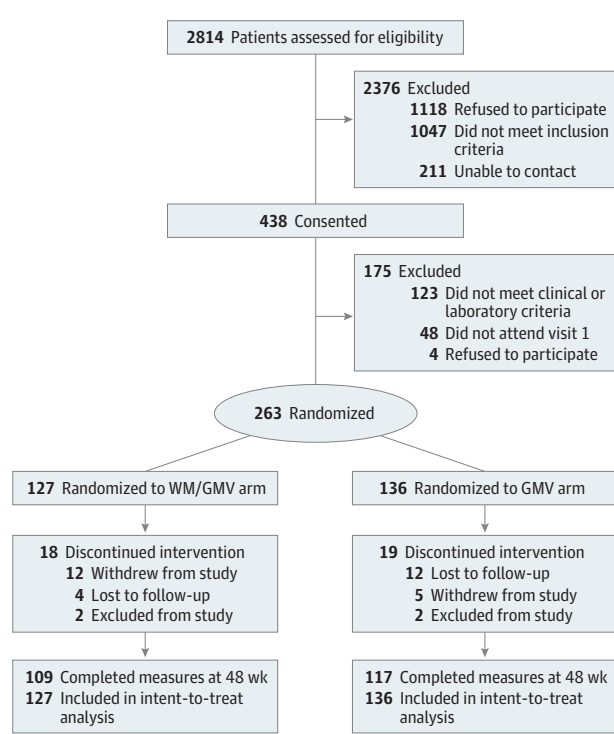 2814 Patients assessed for eligibility
2376 Excluded
1118 Refused to participate
1047 Did not meet inclusion
criteria
211 Unable to contact
438 Consented
175 Excluded
123 Did not meet clinical or
laboratory criteria
48 Did not attend visit 1
4 Refused to participate
263 Randomized
127 Randomized to WM/GMV arm
18 Discontinued intervention
12 Withdrew from study
4 Lost to follow-up
2 Excluded from study
109 Completed measures at 48 wk
127 Included in intent-to-treat
analysis
136 Randomized to GMV arm
19 Discontinued intervention
12 Lost to follow-up
5 Withdrew from study
2 Excluded from study
117 Completed measures at 48 wk
136 Included in intent-to-treat
analysis